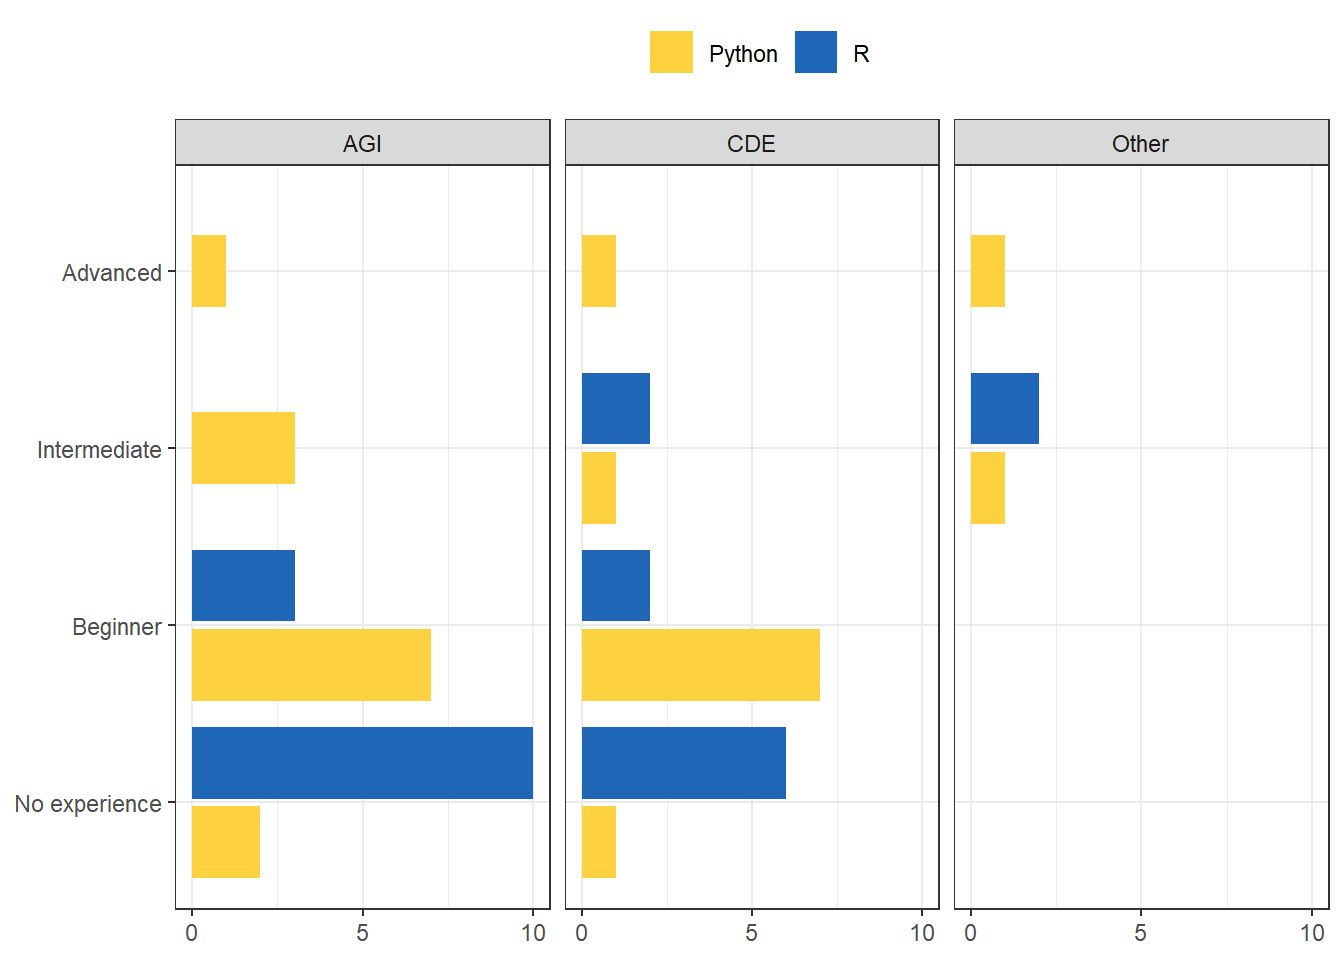 Python R
AGI CDE Other
Advanced
Intermediate
Beginner
No experience
0 5 10 0 5 10 0 5 10